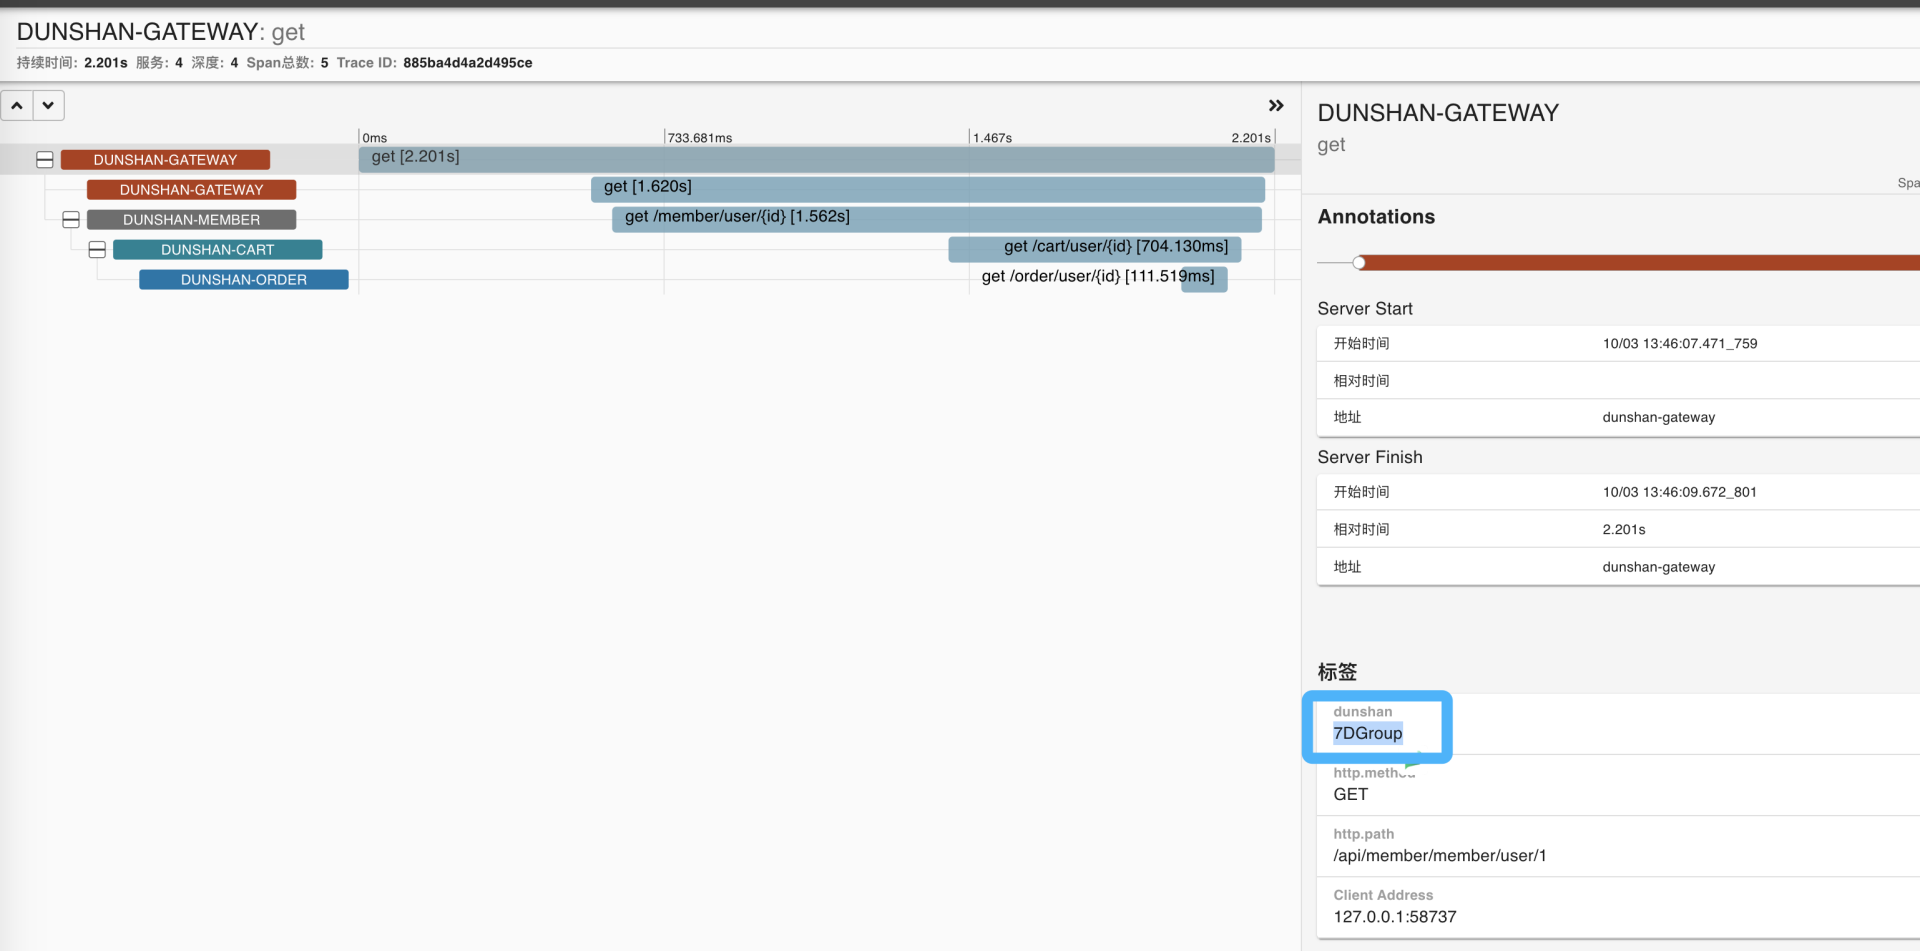 DUNSHAN-GATEWAY: get
持续时间: 2.201s 服务: 4 深度: 4 Span总数: 5 Trace ID: 885ba4d4a2d495ce
0ms 733.681ms 1.467s 2.201s
DUNSHAN-GATEWAY get [2.201s]
DUNSHAN-GATEWAY get [1.620s]
DUNSHAN-MEMBER get /member/user/{id} [1.562s]
DUNSHAN-CART get /cart/user/{id} [704.130ms]
DUNSHAN-ORDER get /order/user/{id} [111.519ms]
DUNSHAN-GATEWAY
get
Spa
Annotations
Server Start
开始时间 10/03 13:46:07.471_759
相对时间
地址 dunshan-gateway
Server Finish
开始时间 10/03 13:46:09.672_801
相对时间 2.201s
地址 dunshan-gateway
标签
dunshan
7DGroup
http.method
GET
http.path
/api/member/member/user/1
Client Address
127.0.0.1:58737